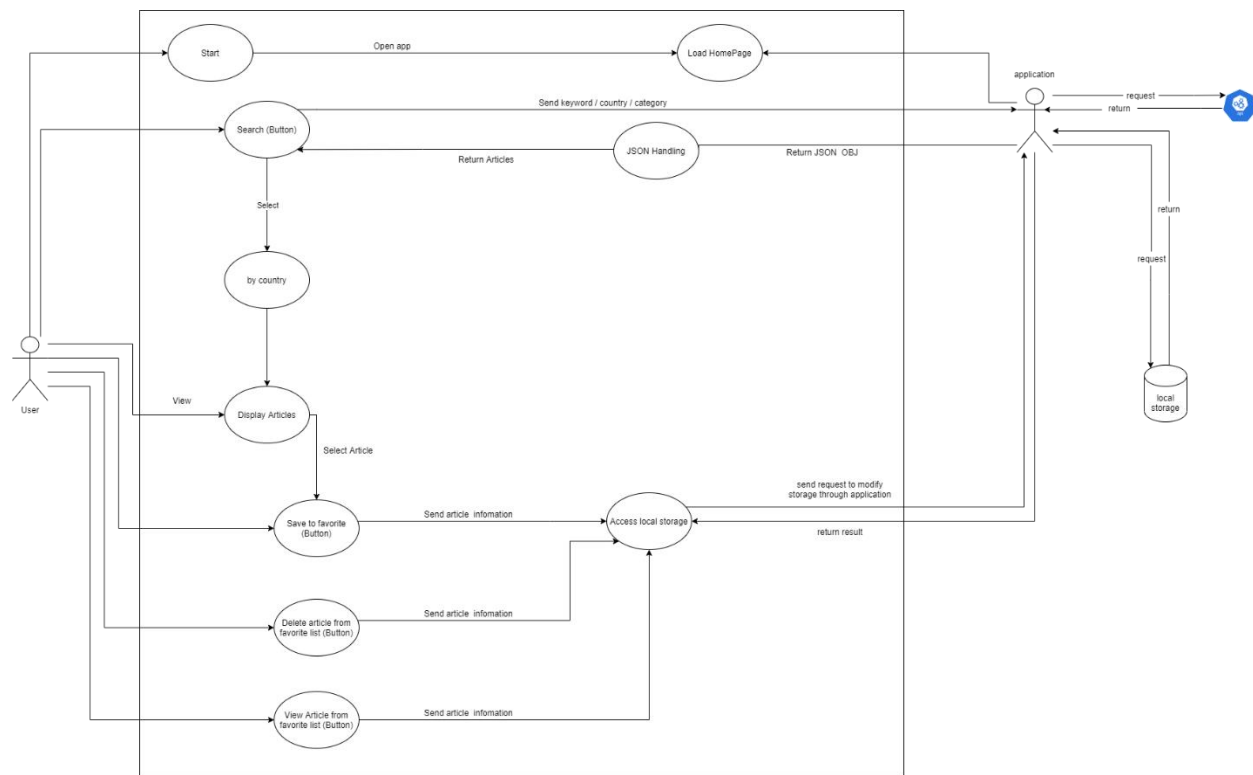 Start
Open app
Load HomePage
application
request
return
api
Send keyword / country / category
Search (Button)
Return Articles
JSON Handling
Return JSON OBJ
Select
return
request
by country
User
View
Display Articles
local
storage
Select Article
send request to modify
storage through application
Save to favorite
(Button)
Send article infomation
Access local storage
return result
Delete article from
favorite list (Button)
Send article infomation
View Article from
favorite list (Button)
Send article infomation